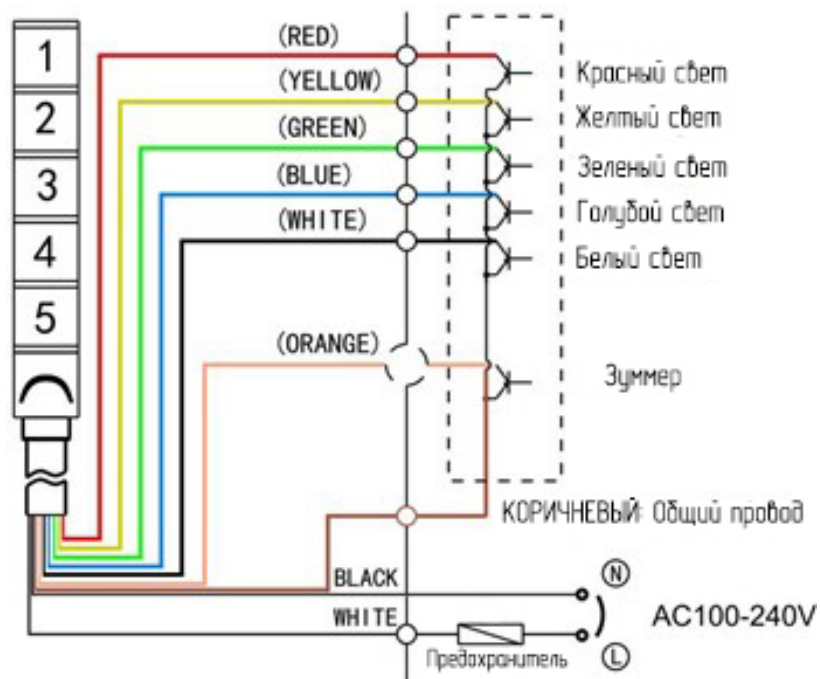 1
2
3
4
5
(RED)
(YELLOW)
(GREEN)
(BLUE)
(WHITE)
(ORANGE)
Красный свет
Желтый свет
Зеленый свет
Голубой свет
Белый свет
Зуммер
КОРИЧНЕВЫЙ: Общий провод
BLACK
WHITE
Предохранитель
N
L
AC100-240V